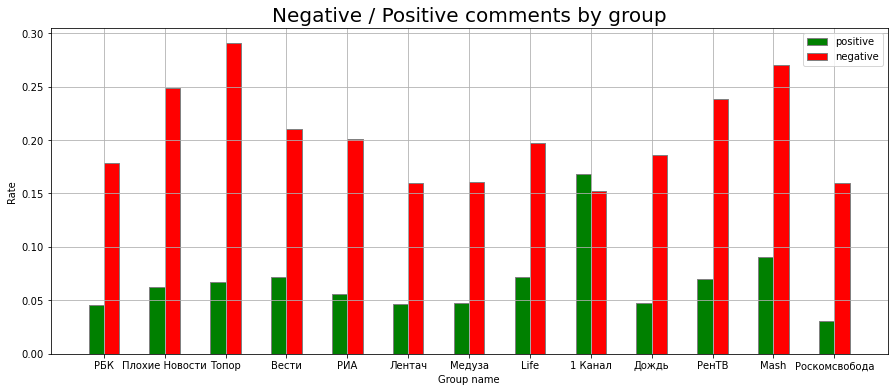 Negative / Positive comments by group
positive
negative
Rate
0.30
0.25
0.20
0.15
0.10
0.05
0.00
РБК Плохие Новости Топор Вести РИА Лентач Медуза Life 1 Канал Дождь РенТВ Mash Роскомсвобода
Group name